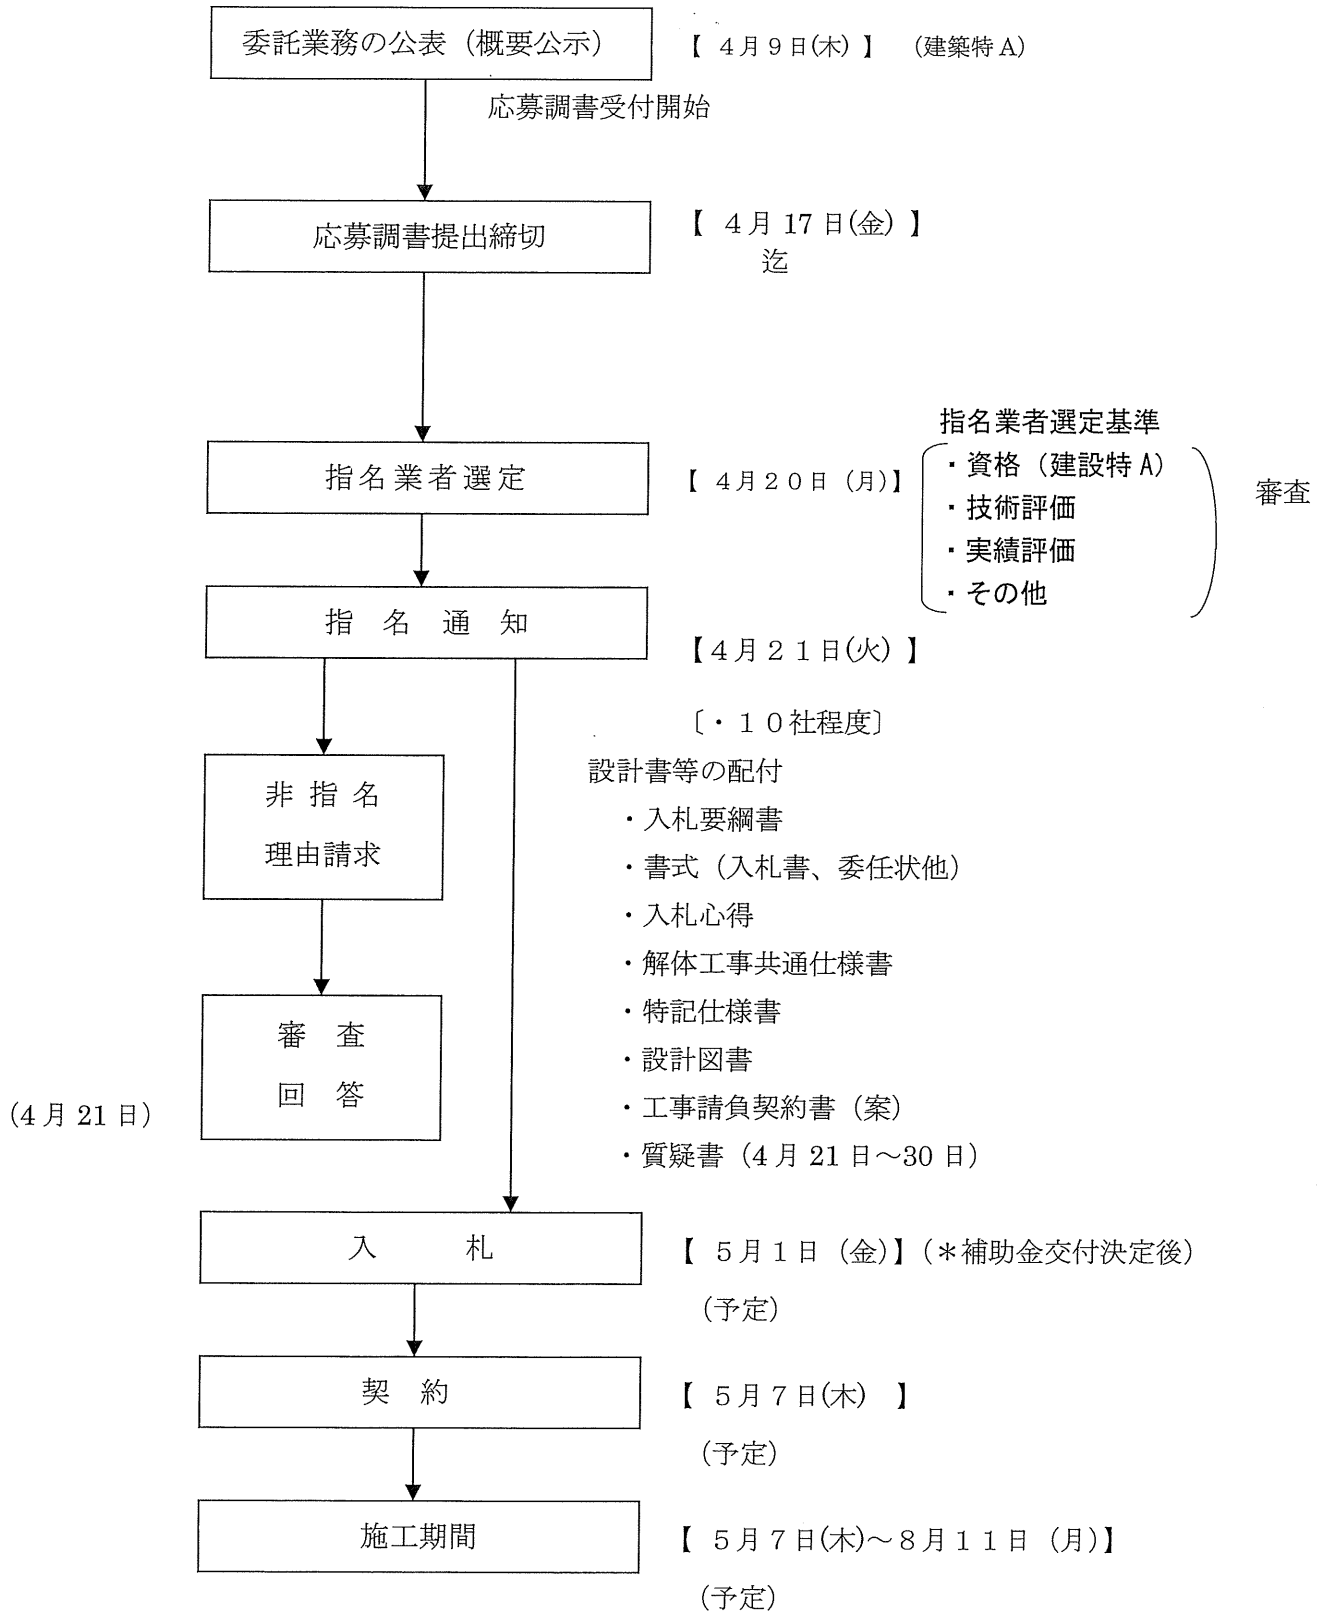 委託業務の公表（概要公示）
【 ４月９日(木) 】 （建築特A）
応募調書受付開始
応募調書提出締切
【 ４月 17 日(金) 】
迄
指名業者選定基準
指名業者選定
【 ４月２０日（月）】
・資格（建設特A）
・技術評価
・実績評価
・その他
審査
指 名 通 知
【４月２１日(火) 】
〔・１０社程度〕
非 指 名
理由請求
設計書等の配付
・入札要綱書
・書式（入札書、委任状他）
・入札心得
・解体工事共通仕様書
・特記仕様書
・設計図書
・工事請負契約書（案）
・質疑書（4 月 21 日～30 日）
審 査
回 答
（4 月 21 日）
入 札
【 ５月１日（金）】（＊補助金交付決定後）
（予定）
契 約
【 ５月７日(木) 】
（予定）
施工期間
【 ５月７日(木)～８月１１日（月）】
（予定）